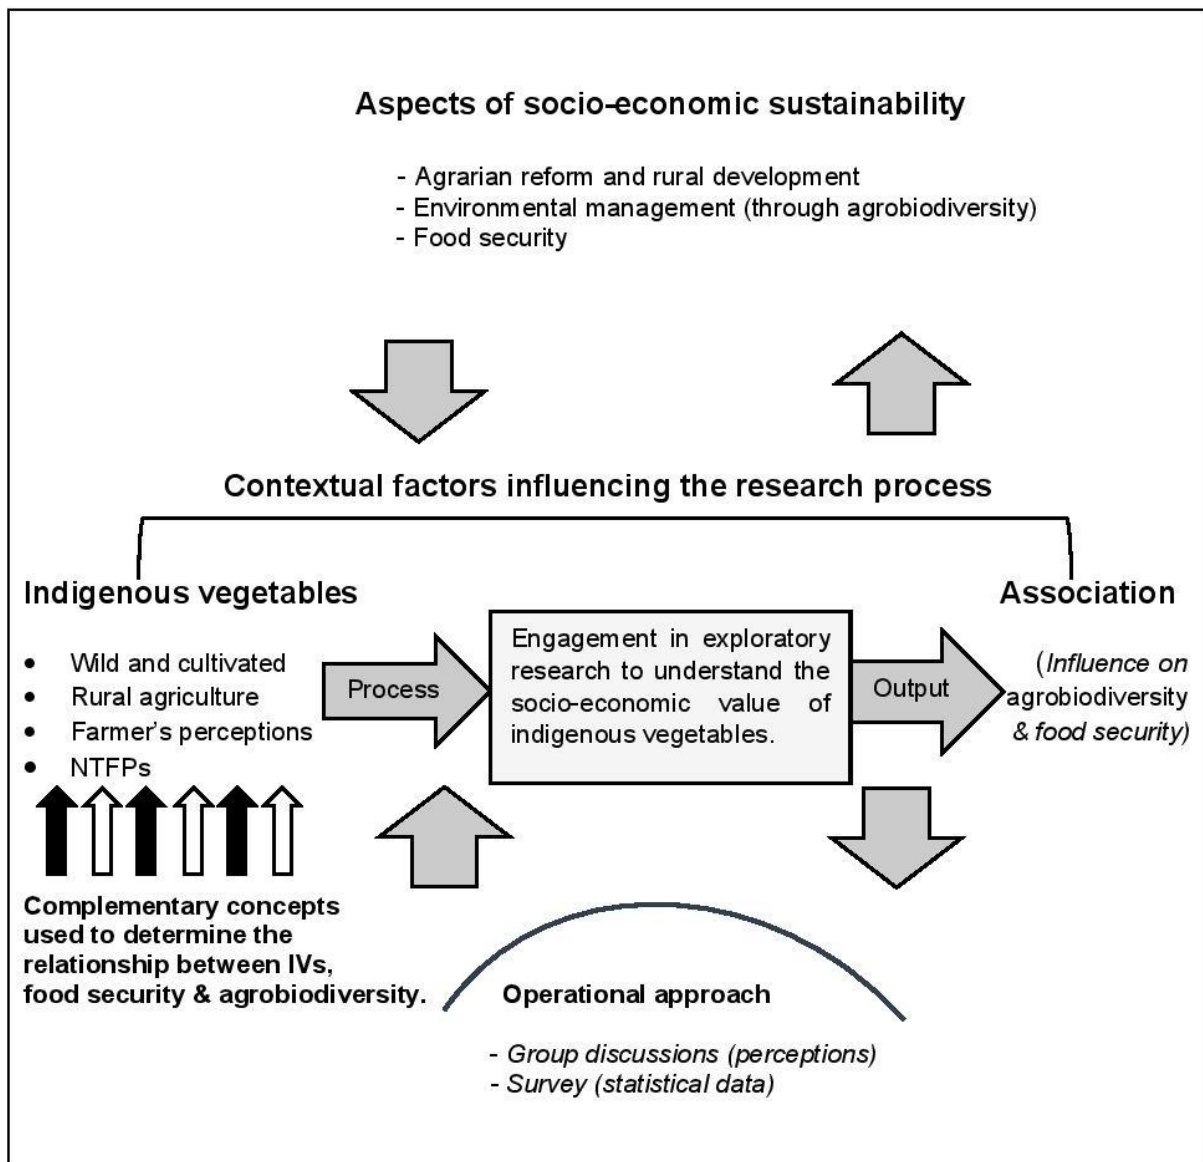 Aspects of socio-economic sustainability
- Agrarian reform and rural development
- Environmental management (through agrobiodiversity)
- Food security
Contextual factors influencing the research process
Indigenous vegetables
• Wild and cultivated
• Rural agriculture
• Farmer's perceptions
• NTFPs
Process
Engagement in exploratory
research to understand the
socio-economic value of
indigenous vegetables.
Output
Association
(Influence on
agrobiodiversity
& food security)
Complementary concepts
used to determine the
relationship between IVs,
food security & agrobiodiversity.
Operational approach
- Group discussions (perceptions)
- Survey (statistical data)